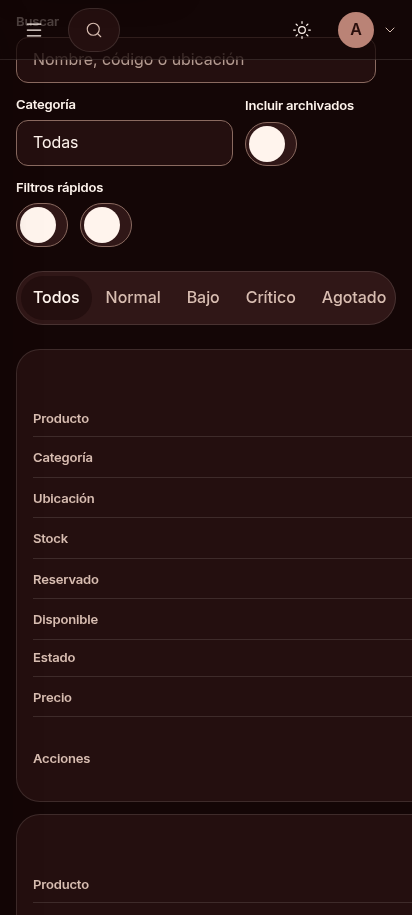 Buscar
A
Nombre, código o ubicación
Categoría
Incluir archivados
Todas
Filtros rápidos
Todos Normal Bajo Crítico Agotado
Producto
Categoría
Ubicación
Stock
Reservado
Disponible
Estado
Precio
Acciones
Producto